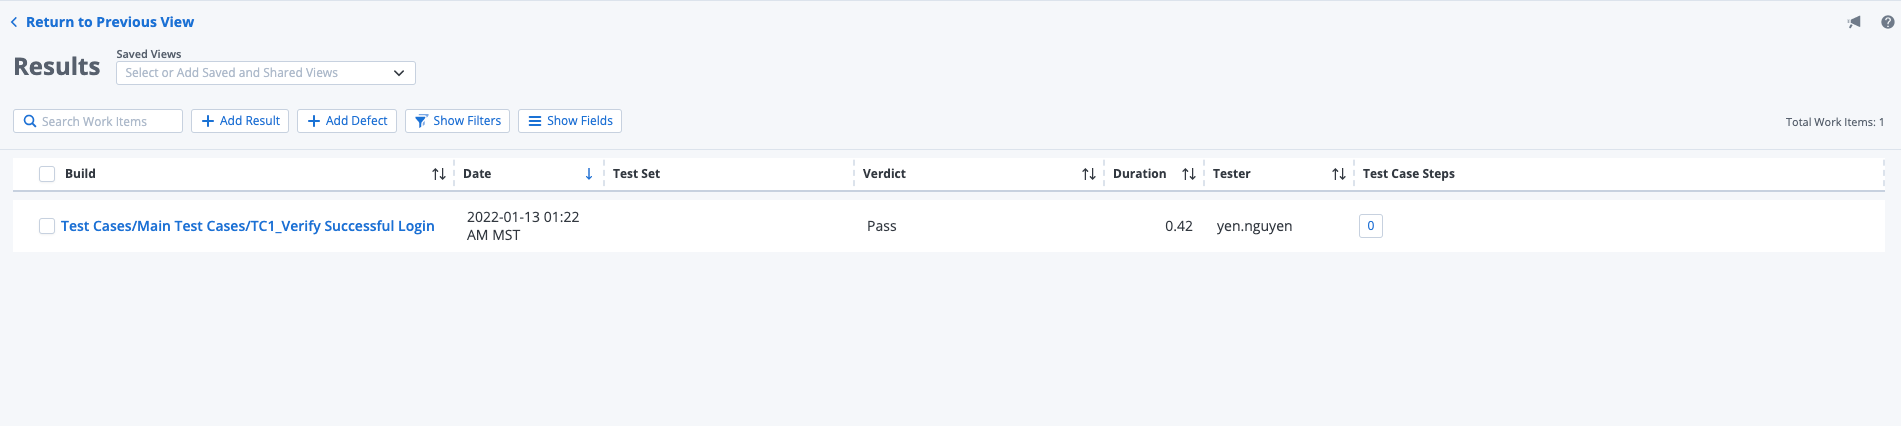 Return to Previous View
Results
Saved Views
Select or Add Saved and Shared Views
Search Work Items
Add Result
Add Defect
Show Filters
Show Fields
Total Work Items: 1
Build Date Test Set Verdict Duration Tester Test Case Steps
Test Cases/Main Test Cases/TC1_Verify Successful Login
2022-01-13 01:22
AM MST
Pass
0.42
yen.nguyen
0